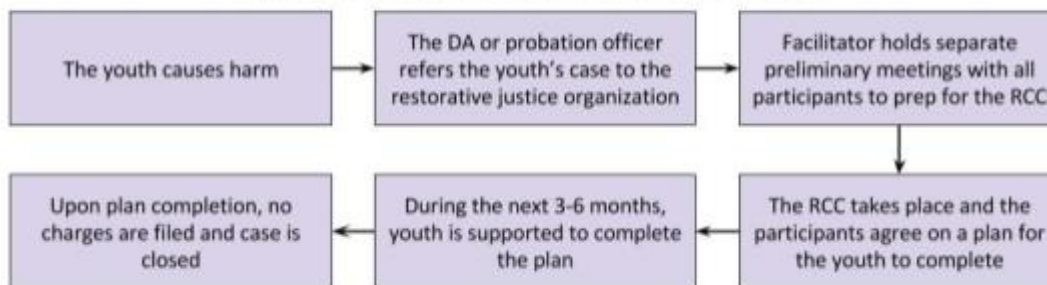 The youth causes harm
The DA or probation officer
refers the youth's case to the
restorative justice organization
Facilitator holds separate
preliminary meetings with all
participants to prep for the RCC
The RCC takes place and the
participants agree on a plan for
the youth to complete
During the next 3-6 months,
youth is supported to complete
the plan
Upon plan completion, no
charges are filed and case is
closed